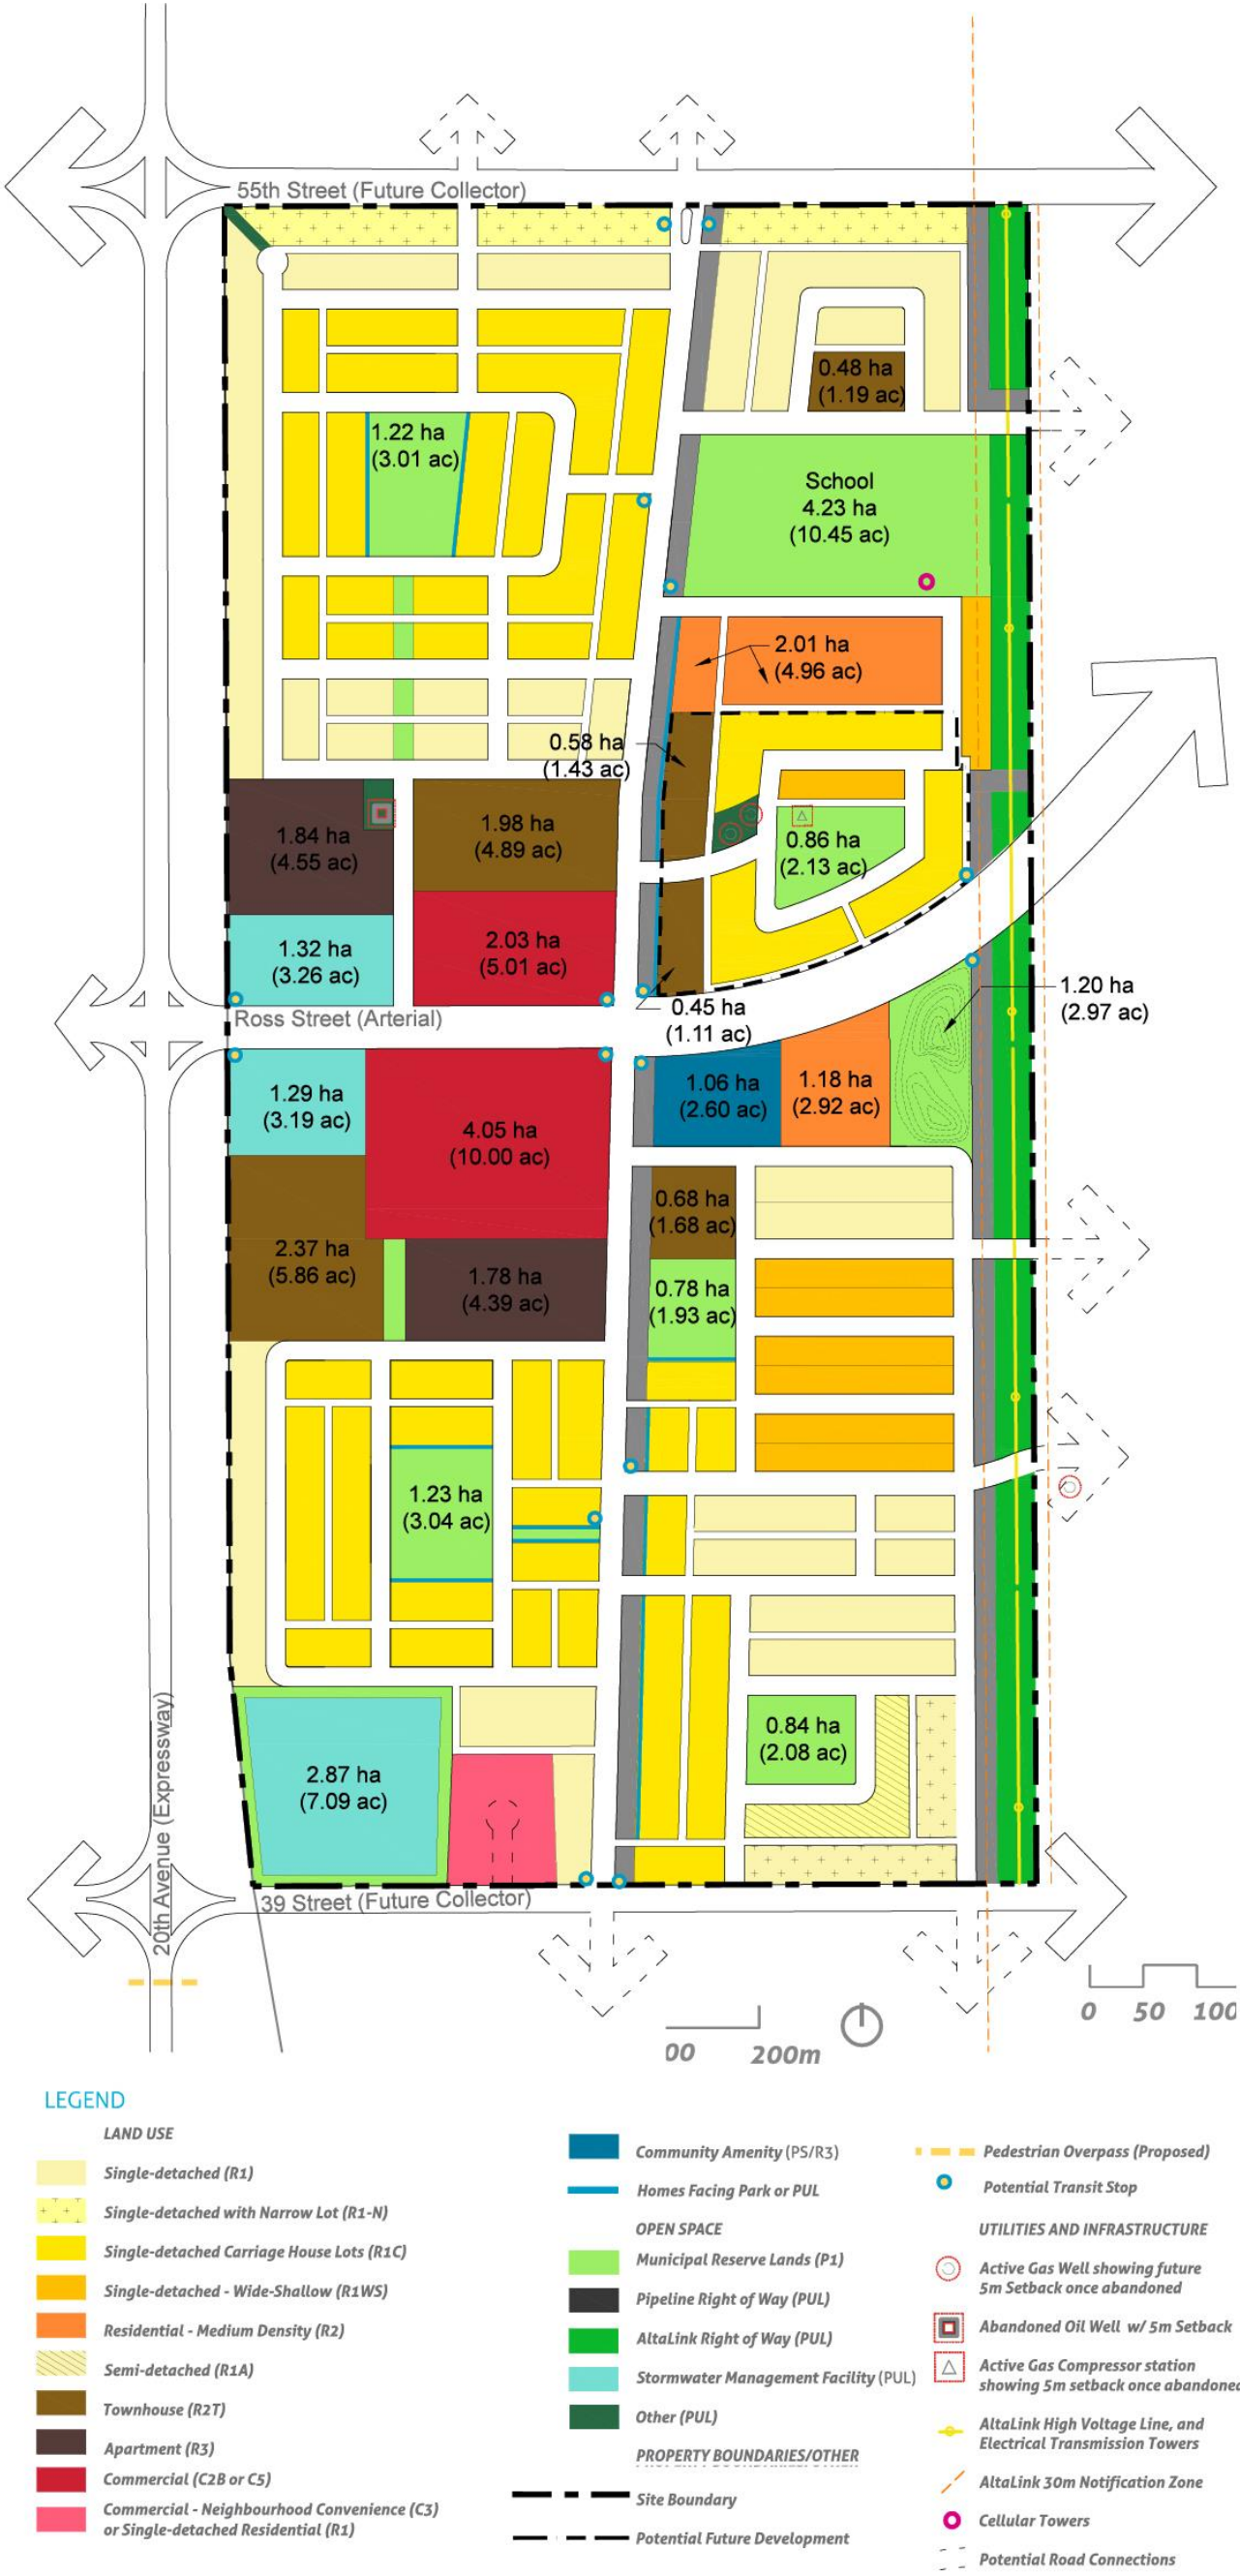 55th Street (Future Collector)
0.48 ha
(1.19 ac)
1.22 ha
(3.01 ac)
School
4.23 ha
(10.45 ac)
2.01 ha
(4.96 ac)
0.58 ha
(1.43 ac)
1.84 ha
(4.55 ac)
1.98 ha
(4.89 ac)
0.86 ha
(2.13 ac)
1.32 ha
(3.26 ac)
2.03 ha
(5.01 ac)
Ross Street (Arterial)
0.45 ha
(1.11 ac)
1.20 ha
(2.97 ac)
1.29 ha
(3.19 ac)
4.05 ha
(10.00 ac)
1.06 ha
(2.60 ac)
1.18 ha
(2.92 ac)
0.68 ha
(1.68 ac)
2.37 ha
(5.86 ac)
1.78 ha
(4.39 ac)
0.78 ha
(1.93 ac)
1.23 ha
(3.04 ac)
0.84 ha
(2.08 ac)
2.87 ha
(7.09 ac)
20th Avenue (Expressway)
39 Street (Future Collector)
0 50 100
00 200m
LEGEND
LAND USE
Single-detached (R1)
Single-detached with Narrow Lot (R1-N)
Single-detached Carriage House Lots (R1C)
Single-detached - Wide-Shallow (R1WS)
Residential - Medium Density (R2)
Semi-detached (R1A)
Townhouse (R2T)
Apartment (R3)
Commercial (C2B or C5)
Commercial - Neighbourhood Convenience (C3)
or Single-detached Residential (R1)
Community Amenity (PS/R3)
Homes Facing Park or PUL
OPEN SPACE
Municipal Reserve Lands (P1)
Pipeline Right of Way (PUL)
AltaLink Right of Way (PUL)
Stormwater Management Facility (PUL)
Other (PUL)
PROPERTY BOUNDARIES/OTHER
Site Boundary
Potential Future Development
Pedestrian Overpass (Proposed)
Potential Transit Stop
UTILITIES AND INFRASTRUCTURE
Active Gas Well showing future
5m Setback once abandoned
Abandoned Oil Well w/ 5m Setback
Active Gas Compressor station
showing 5m setback once abandoned
AltaLink High Voltage Line, and
Electrical Transmission Towers
AltaLink 30m Notification Zone
Cellular Towers
Potential Road Connections